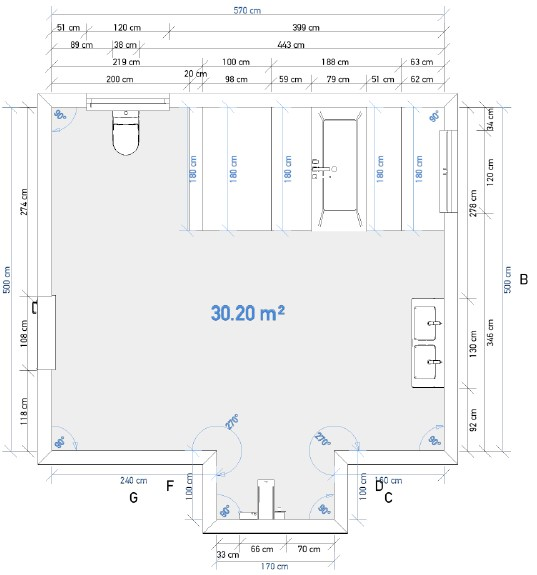 570 cm
51 cm 120 cm 399 cm
89 cm 38 cm 443 cm
219 cm 100 cm 188 cm 63 cm
200 cm 20 cm 98 cm 59 cm 79 cm 51 cm 62 cm
90° 90°
34 cm
180 cm 180 cm 180 cm 180 cm 180 cm
120 cm
274 cm 278 cm
500 cm 500 cm B
30.20 m²
108 cm 130 cm 346 cm
118 cm 92 cm
270° 270°
90° 90°
240 cm F 100 cm 100 cm D 160 cm
G C
90° 90°
66 cm 70 cm
33 cm
170 cm